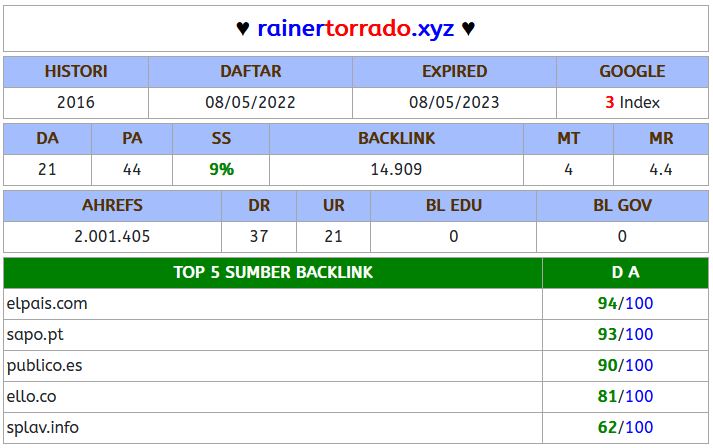 ♥ rainertorrado.xyz ♥
HISTORI DAFTAR EXPIRED GOOGLE
2016 08/05/2022 08/05/2023 3 Index
DA PA SS BACKLINK MT MR
21 44 9% 14.909 4 4.4
AHREFS DR UR BL EDU BL GOV
2.001.405 37 21 0 0
TOP 5 SUMBER BACKLINK D A
elpais.com 94/100
sapo.pt 93/100
publico.es 90/100
ello.co 81/100
splav.info 62/100